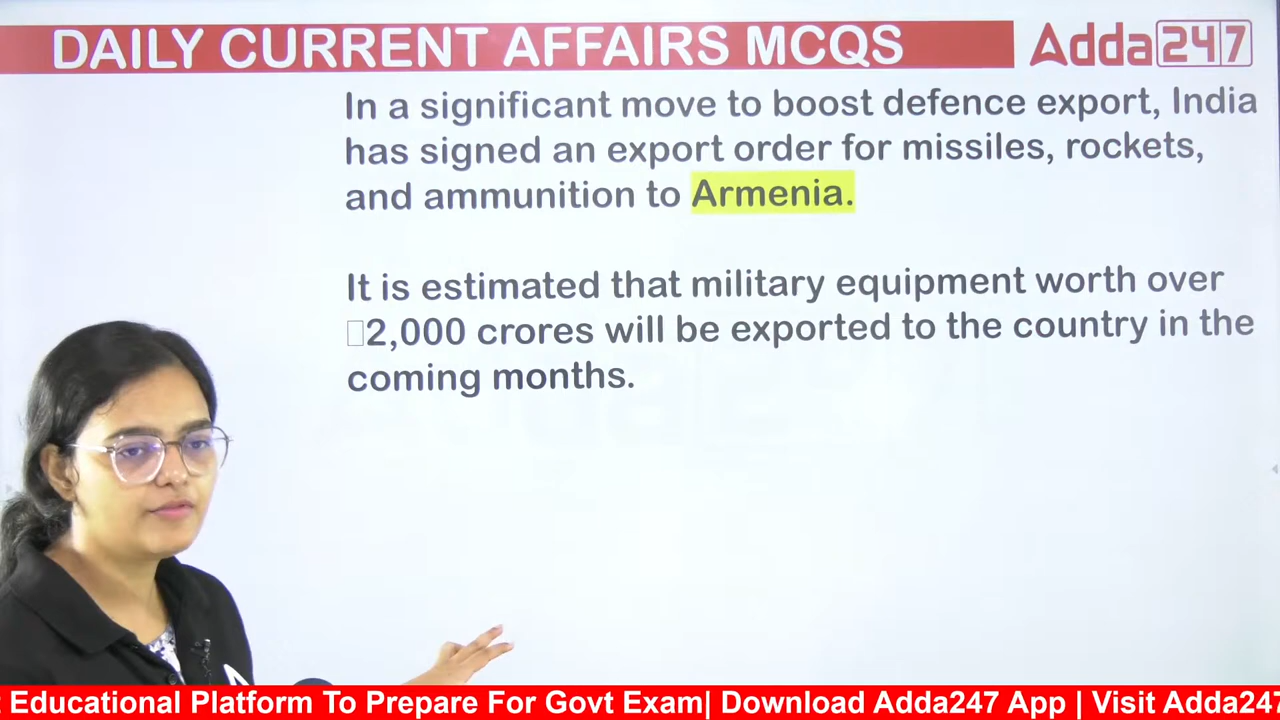 DAILY CURRENT AFFAIRS MCQS
Adda247
In a significant move to boost defence export, India
has signed an export order for missiles, rockets,
and ammunition to Armenia.
It is estimated that military equipment worth over
▯2,000 crores will be exported to the country in the
coming months.
Educational Platform To Prepare For Govt Exam| Download Adda247 App | Visit Adda247